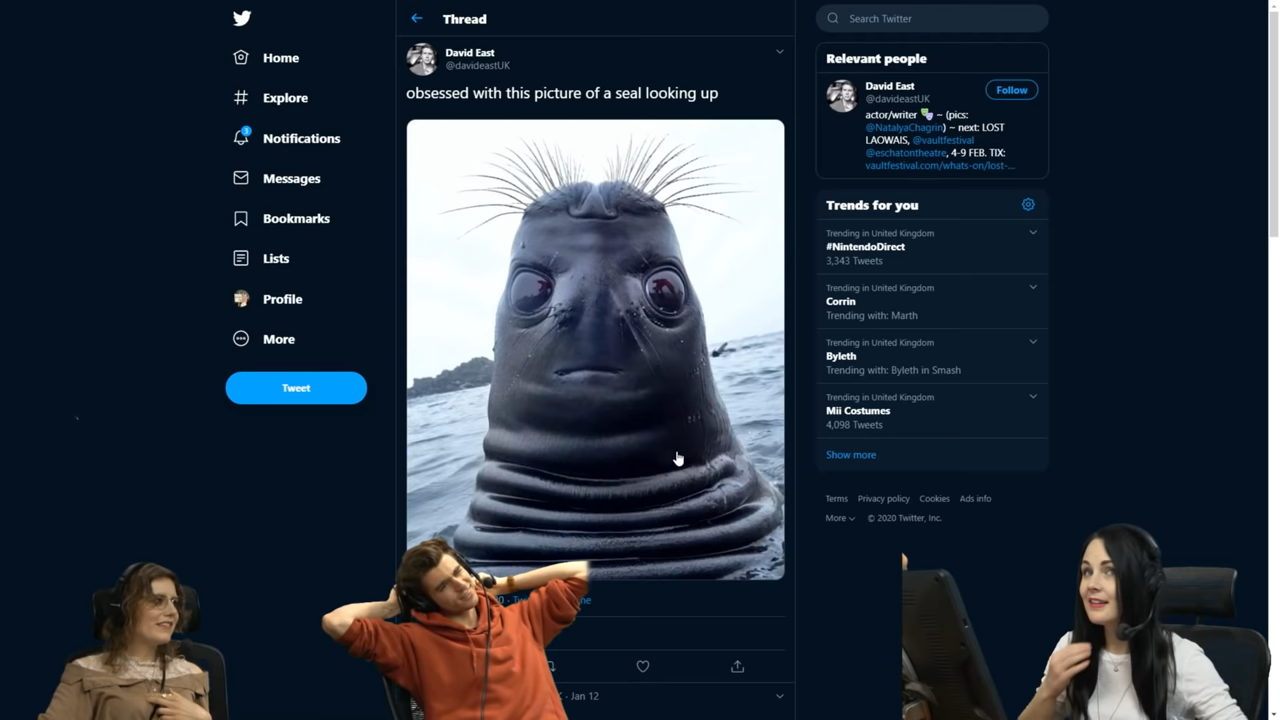 Home
Explore
3
Notifications
Messages
Bookmarks
Lists
Profile
More
Tweet
Thread
David East
@davideastUK
obsessed with this picture of a seal looking up
Jan 12
Search Twitter
Relevant people
David East
@davideastUK
Follow
actor/writer 🎭 ~ (pics:
@NatalyaChagrin) ~ next: LOST
LAOWAIS, @vaultfestival
@eschatontheatre, 4-9 FEB. TIX:
vaultfestival.com/whats-on/lost-...
Trends for you
Trending in United Kingdom
#NintendoDirect
3,343 Tweets
Trending in United Kingdom
Corrin
Trending with: Marth
Trending in United Kingdom
Byleth
Trending with: Byleth in Smash
Trending in United Kingdom
Mii Costumes
4,098 Tweets
Show more
Terms Privacy policy Cookies Ads info
More © 2020 Twitter, Inc.